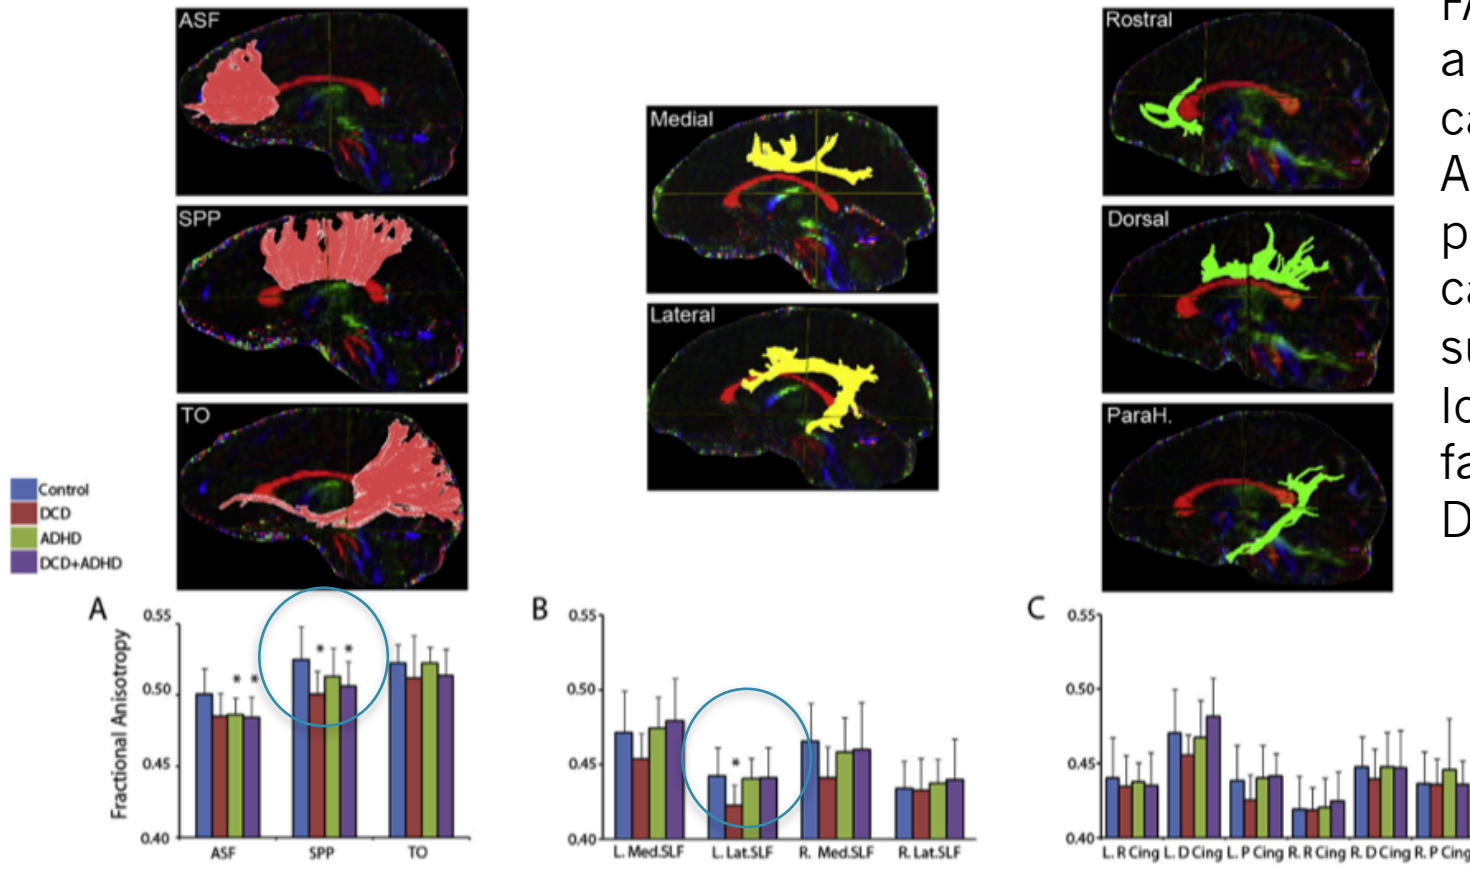 ASF
SPP
TO
Medial
Lateral
Rostral
Dorsal
ParaH.
Control
DCD
ADHD
DCD+ADHD
A
Fractional Anisotropy
0.55
0.50
0.45
0.40
* *
* *
ASF SPP TO
B
0.55
0.50
0.45
0.40
*
L. Med.SLF L. Lat.SLF R. Med.SLF R. Lat.SLF
C
0.55
0.50
0.45
0.40
L. R Cing L. D Cing L. P Cing R. R Cing R. D Cing R. P Cing